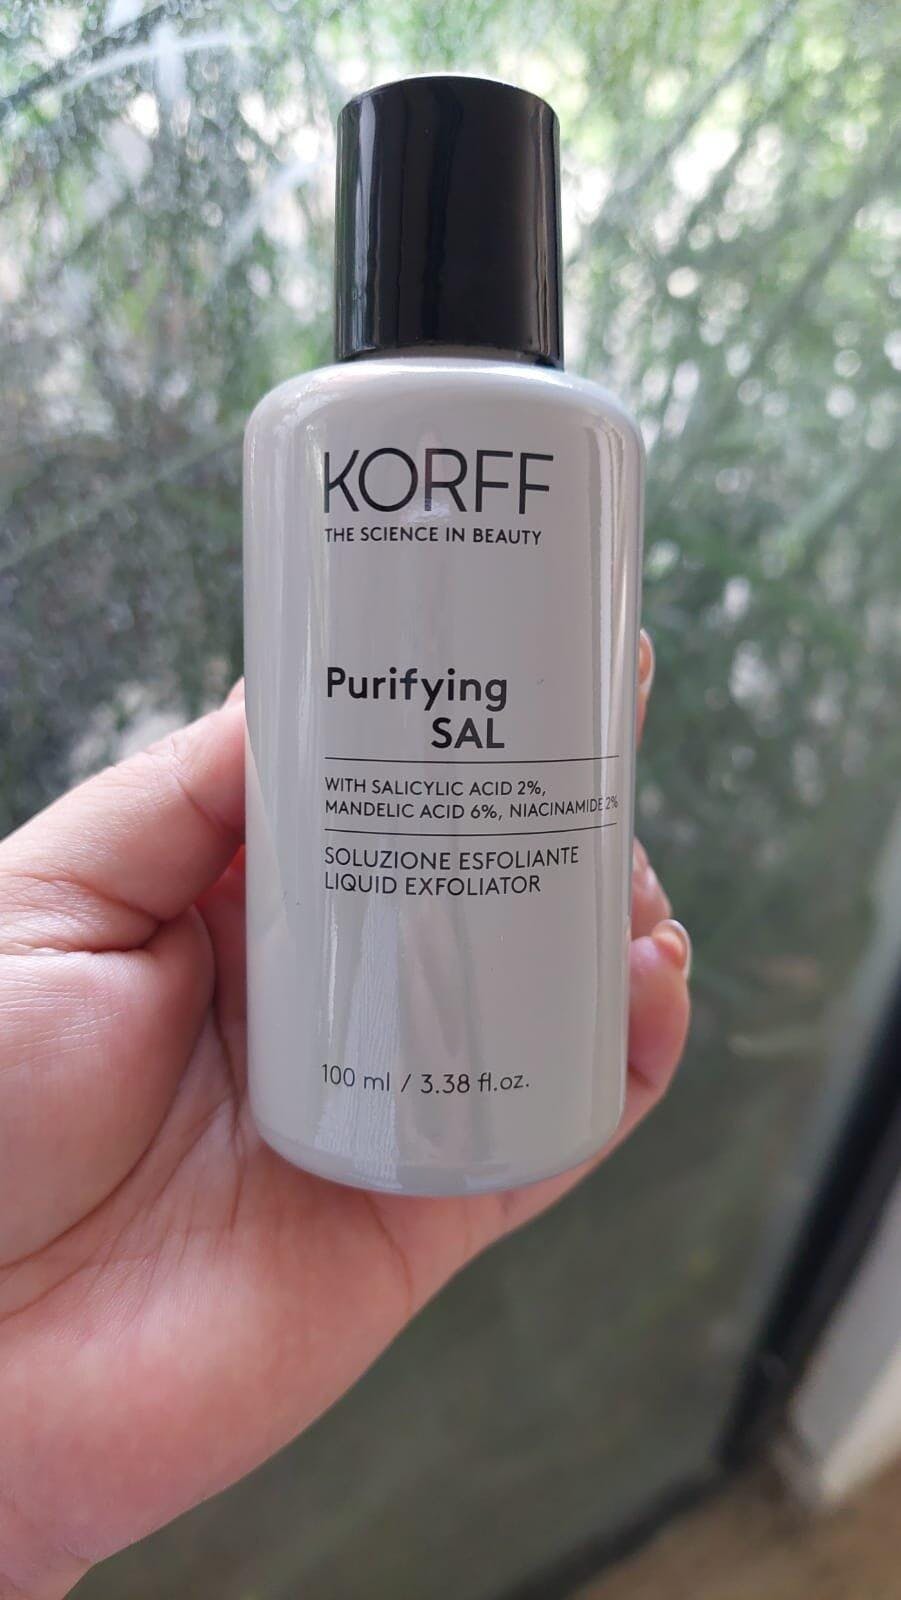 KORFF
THE SCIENCE IN BEAUTY
Purifying
SAL
WITH SALICYLIC ACID 2%,
MANDELIC ACID 6%, NIACINAMIDE 2%
SOLUZIONE ESFOLIANTE
LIQUID EXFOLIATOR
100 ml / 3.38 fl.oz.